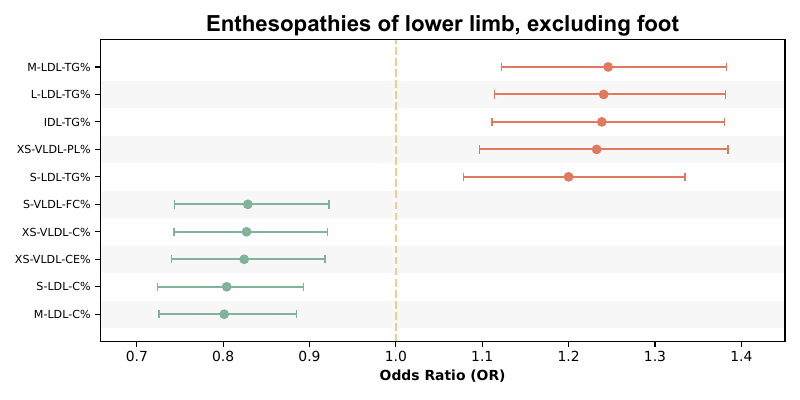 Enthesopathies of lower limb, excluding foot
M-LDL-TG%
L-LDL-TG%
IDL-TG%
XS-VLDL-PL%
S-LDL-TG%
S-VLDL-FC%
XS-VLDL-C%
XS-VLDL-CE%
S-LDL-C%
M-LDL-C%
0.7 0.8 0.9 1.0 1.1 1.2 1.3 1.4
Odds Ratio (OR)